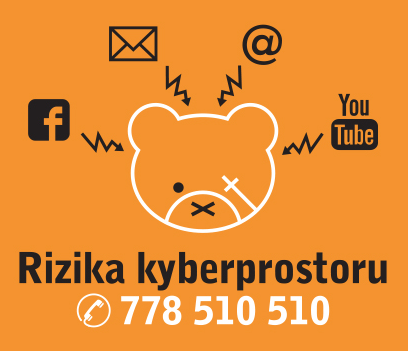 @
f
You
Tube
Rizika kyberprostoru
778 510 510